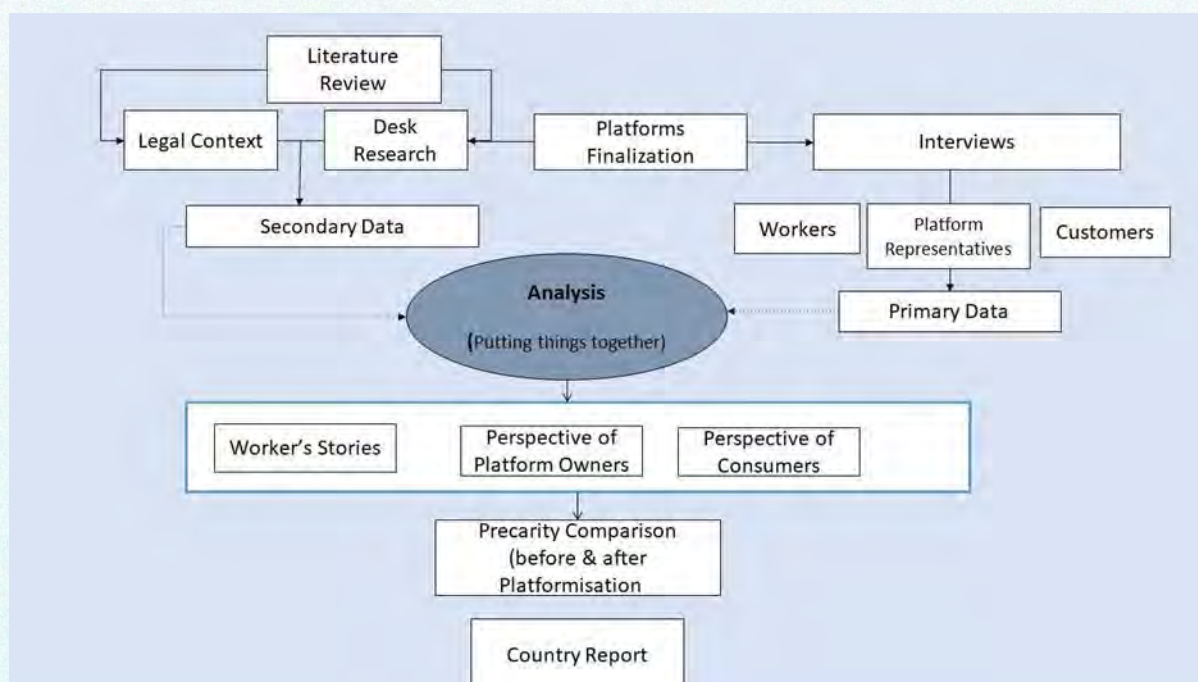 Literature
Review
Legal Context
Desk
Research
Platforms
Finalization
Interviews
Secondary Data
Workers
Platform
Representatives
Customers
Analysis
(Putting things together)
Primary Data
Worker's Stories
Perspective of
Platform Owners
Perspective of
Consumers
Precarity Comparison
(before & after
Platformisation
Country Report